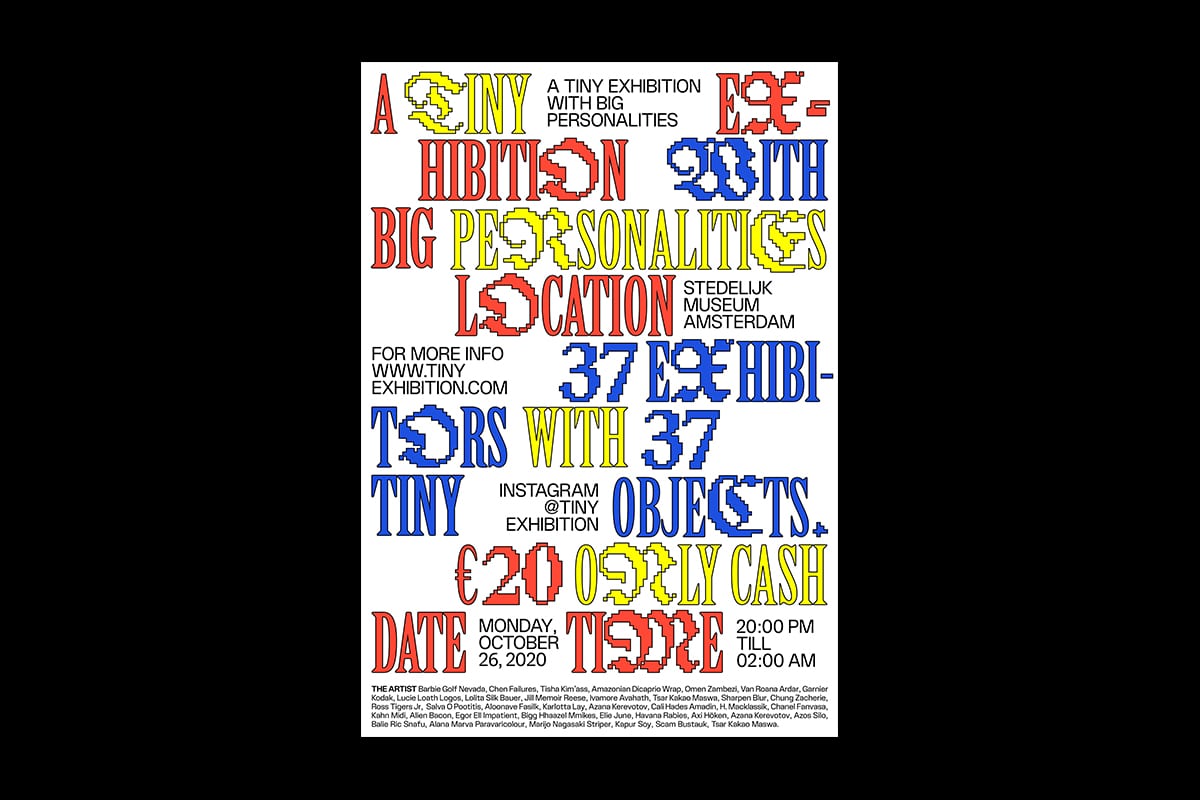 A TINY
A TINY EXHIBITION
WITH BIG
PERSONALITIES
EX-
HIBITION WITH
BIG PERSONALITIES
LOCATION
STEDELIJK
MUSEUM
AMSTERDAM
FOR MORE INFO
WWW.TINY
EXHIBITION.COM
37 EXHIBI-
TORS WITH 37
TINY
INSTAGRAM
@TINY
EXHIBITION
OBJECTS.
€20 ONLY CASH
DATE
MONDAY,
OCTOBER
26, 2020
TIME
20:00 PM
TILL
02:00 AM
THE ARTIST Barbie Golf Nevada, Chen Failures, Tisha Kim'ass, Amazonian Dicaprio Wrap, Omen Zambezi, Van Roana Ardar, Garnier
Kodak, Lucie Loath Logos, Lolita Silk Bauer, Jill Memoir Reese, Ivamore Avahath, Tsar Kakao Maswa, Sharpen Blur, Chung Zacherie,
Ross Tigers Jr, Salva O Pootitis, Aloonave Fasilk, Karlotta Lay, Azana Kerevotov, Cali Hades Amadin, H. Macklassik, Chanel Fanvasa,
Kahn Midi, Alien Bacon, Egor Ell Impatient, Bigg Hhaazel Mmikes, Elie June, Havana Rabies, Axi Höken, Azana Kerevotov, Azos Silo,
Balie Ric Snafu, Alana Marva Paravaricolour, Marijo Nagasaki Striper, Kapur Soy, Scam Bustauk, Tsar Kakao Maswa.